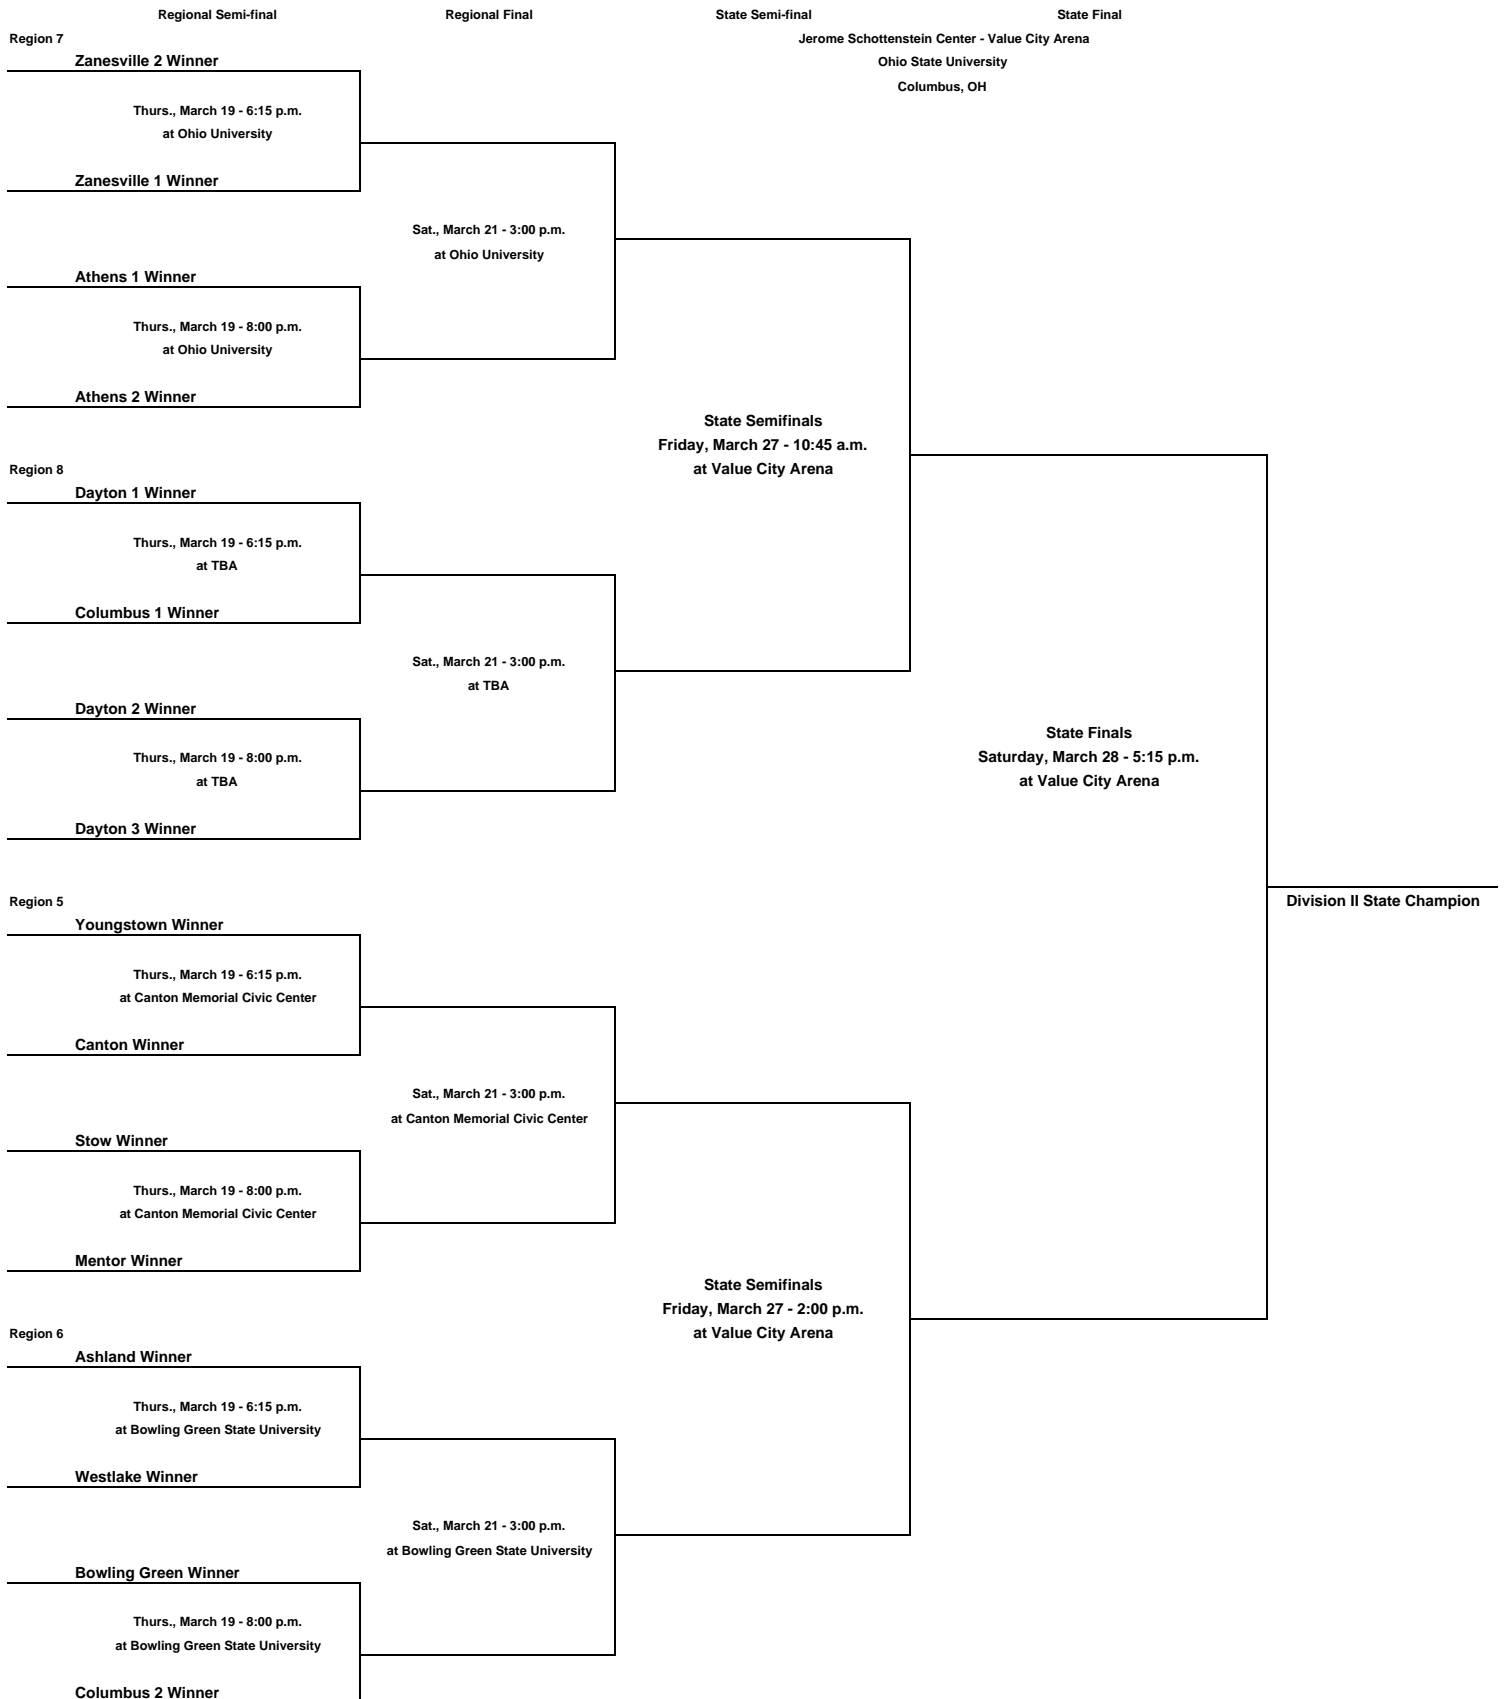 Regional Semi-final Regional Final State Semi-final State Final
Region 7 Jerome Schottenstein Center - Value City Arena
Zanesville 2 Winner Ohio State University
Columbus, OH
Thurs., March 19 - 6:15 p.m.
at Ohio University
Zanesville 1 Winner
Sat., March 21 - 3:00 p.m.
at Ohio University
Athens 1 Winner
Thurs., March 19 - 8:00 p.m.
at Ohio University
Athens 2 Winner
State Semifinals
Friday, March 27 - 10:45 a.m.
at Value City Arena
Region 8
Dayton 1 Winner
Thurs., March 19 - 6:15 p.m.
at TBA
Columbus 1 Winner
Sat., March 21 - 3:00 p.m.
at TBA
Dayton 2 Winner
State Finals
Saturday, March 28 - 5:15 p.m.
at Value City Arena
Thurs., March 19 - 8:00 p.m.
at TBA
Dayton 3 Winner
Region 5 Division II State Champion
Youngstown Winner
Thurs., March 19 - 6:15 p.m.
at Canton Memorial Civic Center
Canton Winner
Sat., March 21 - 3:00 p.m.
at Canton Memorial Civic Center
Stow Winner
Thurs., March 19 - 8:00 p.m.
at Canton Memorial Civic Center
Mentor Winner
State Semifinals
Friday, March 27 - 2:00 p.m.
at Value City Arena
Region 6
Ashland Winner
Thurs., March 19 - 6:15 p.m.
at Bowling Green State University
Westlake Winner
Sat., March 21 - 3:00 p.m.
at Bowling Green State University
Bowling Green Winner
Thurs., March 19 - 8:00 p.m.
at Bowling Green State University
Columbus 2 Winner